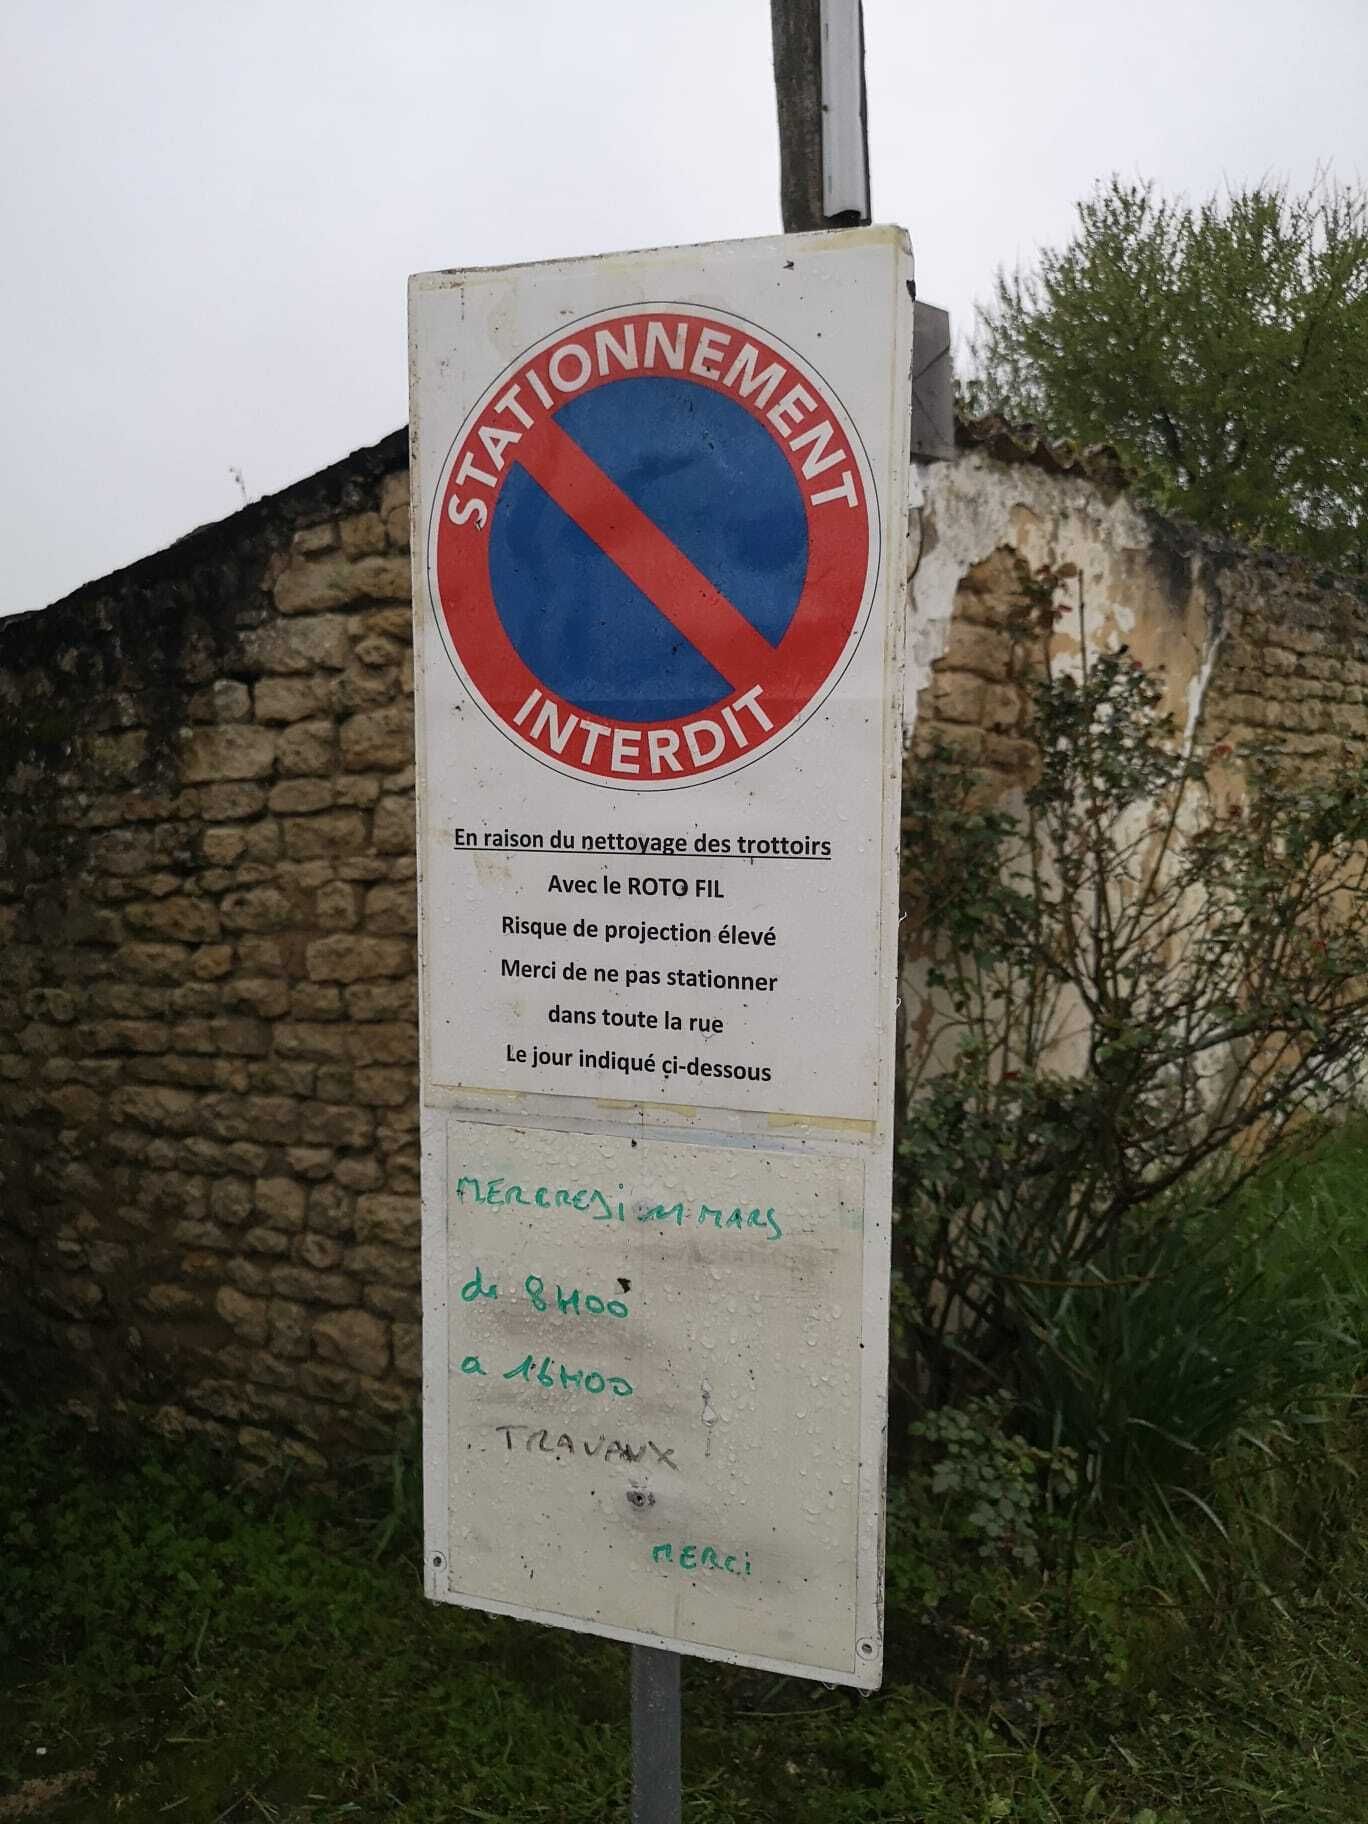 STATIONNEMENT
INTERDIT
En raison du nettoyage des trottoirs
Avec le ROTO FIL
Risque de projection élevé
Merci de ne pas stationner
dans toute la rue
Le jour indiqué ci-dessous
MERCREDI 11 MARS
de 8H00
a 16H00
TRAVAUX
MERCi